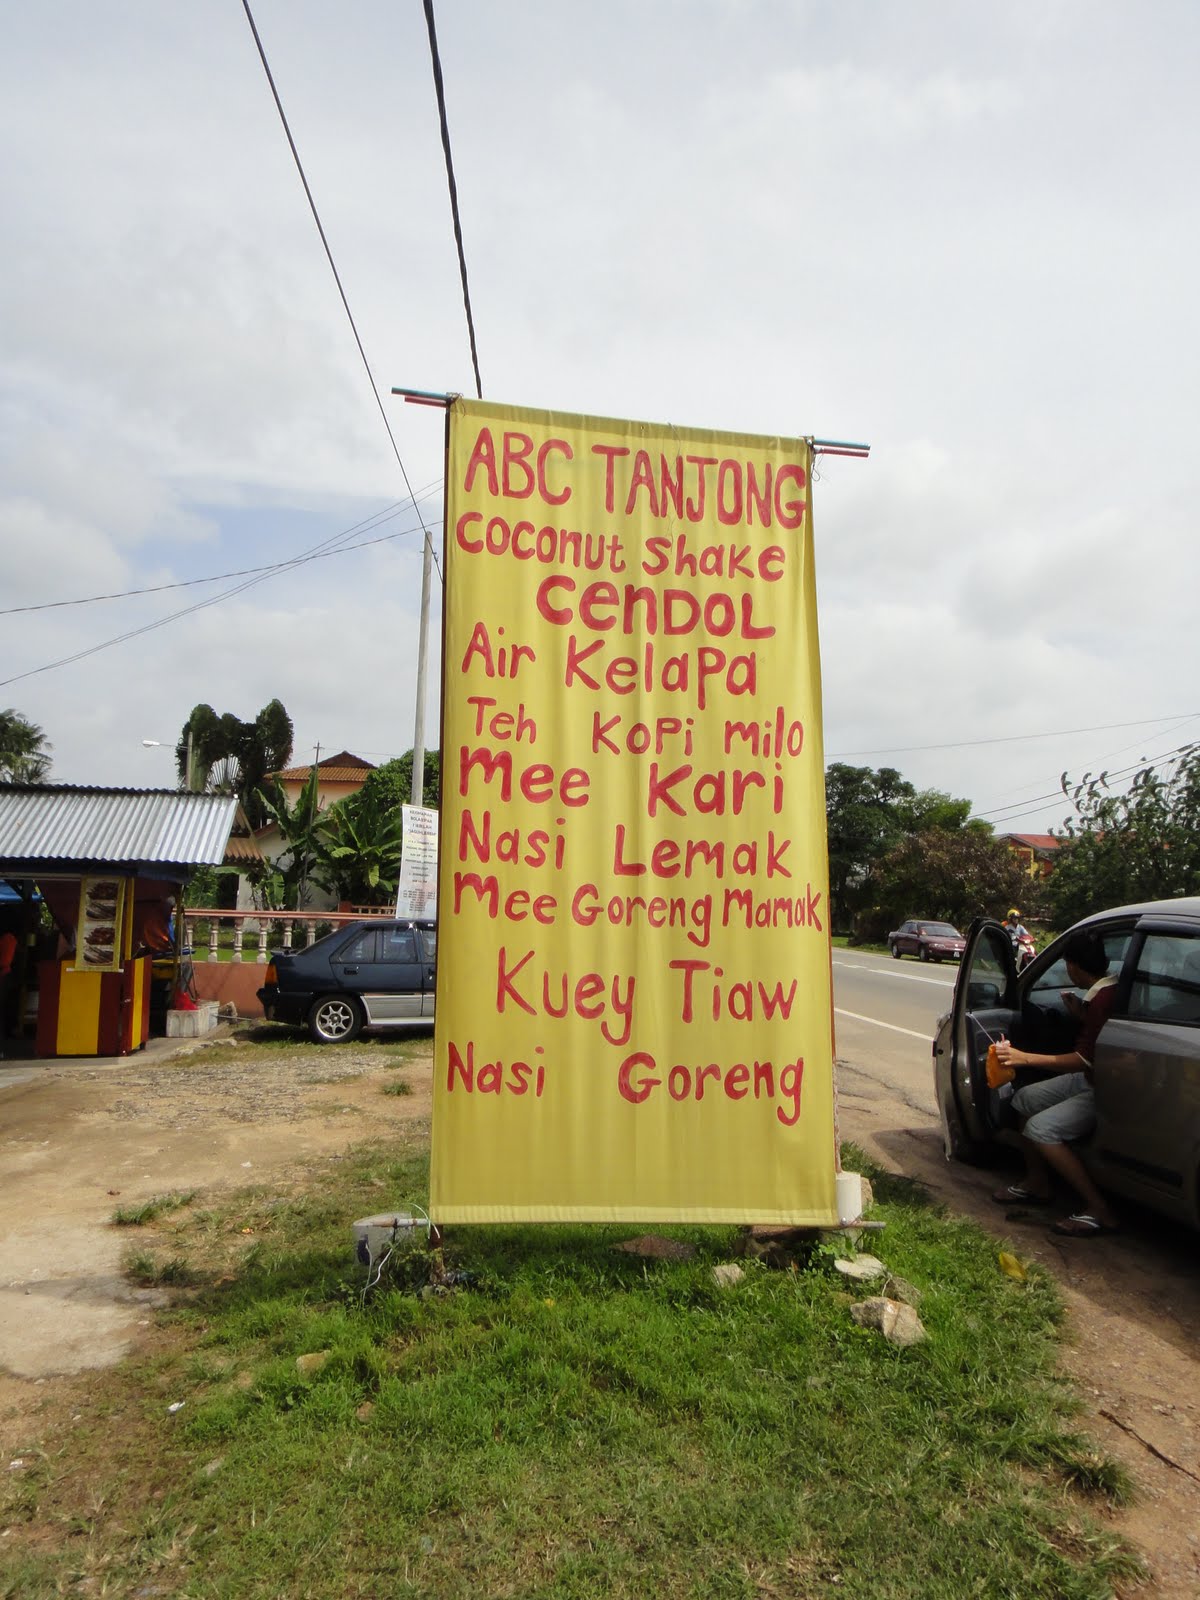 ABC TANJONG
Coconut Shake
CenDOL
Air Kelapa
Teh Kopi milo
mee Kari
Nasi Lemak
mee Goreng Mamak
Kuey Tiaw
Nasi Goreng